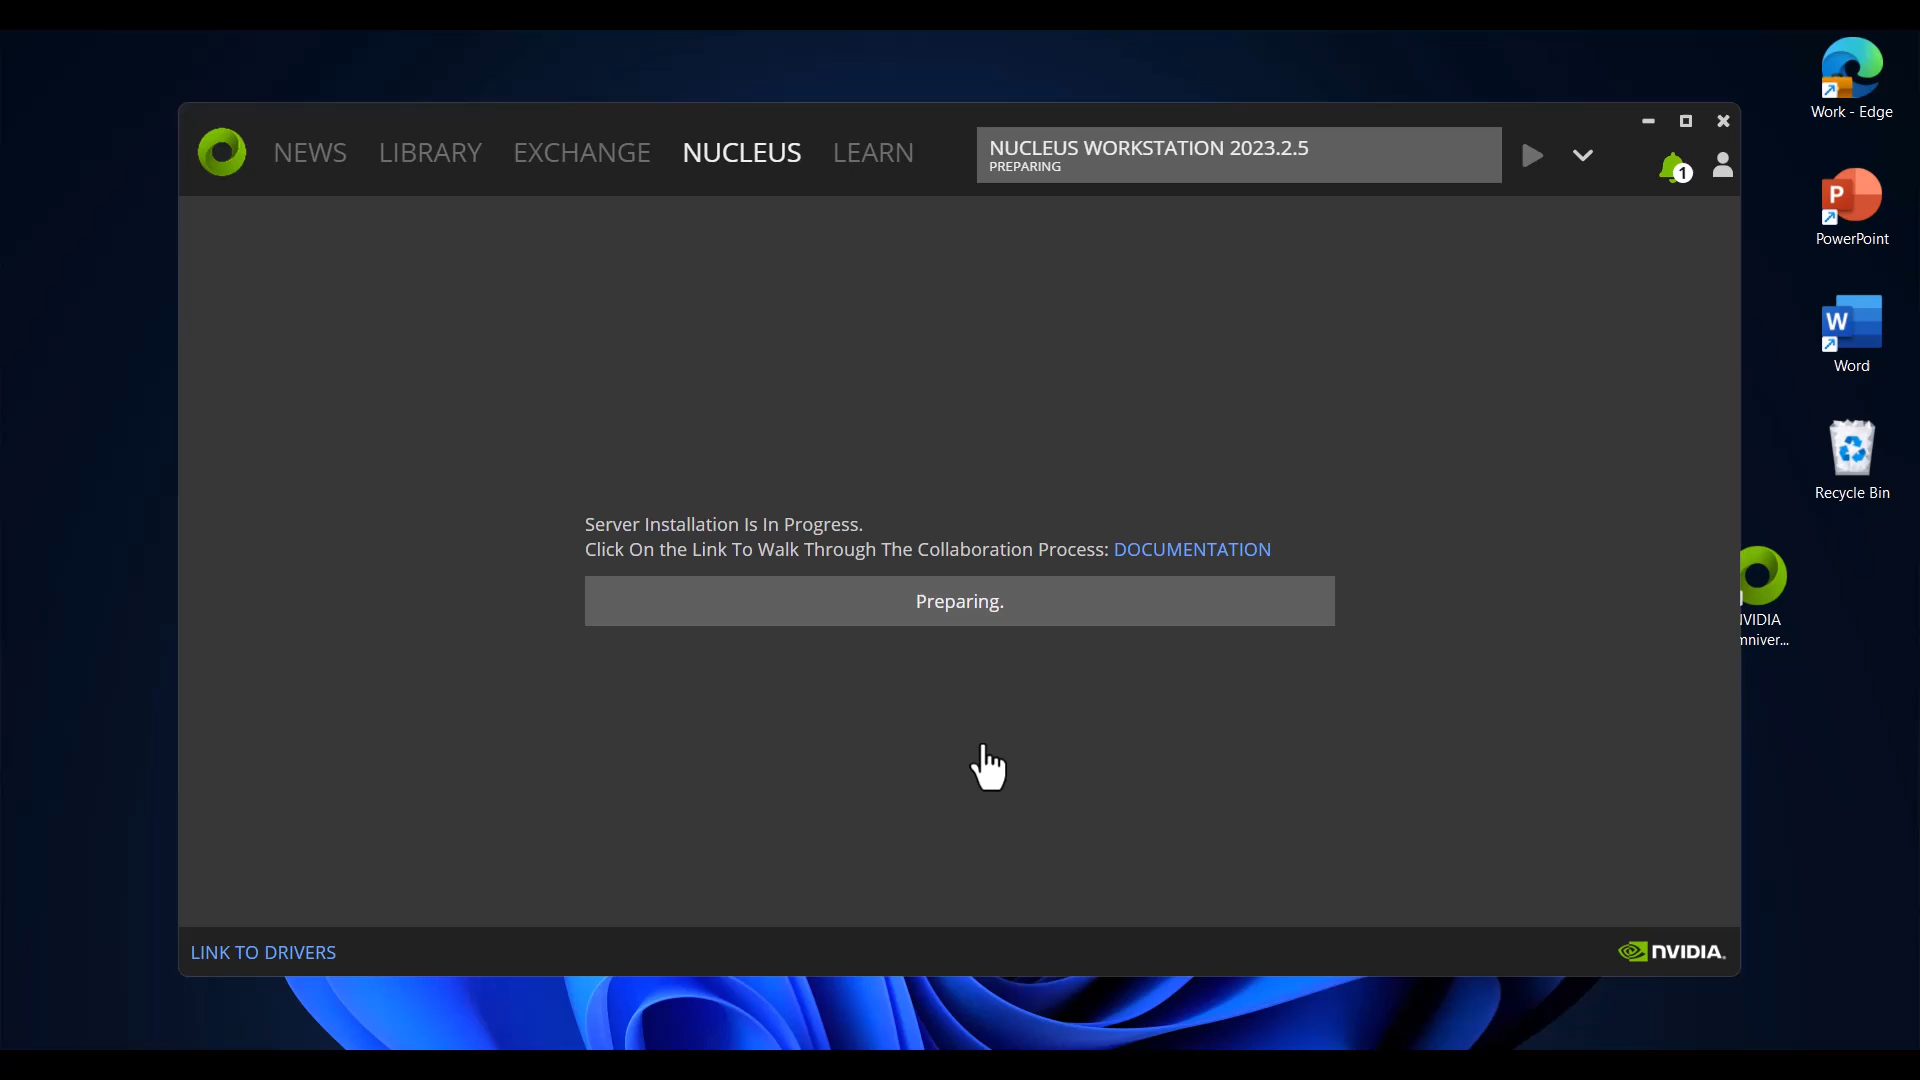 NEWS LIBRARY EXCHANGE NUCLEUS LEARN
NUCLEUS WORKSTATION 2023.2.5
PREPARING
1
Server Installation Is In Progress.
Click On the Link To Walk Through The Collaboration Process: DOCUMENTATION
Preparing.
LINK TO DRIVERS
NVIDIA.
Work - Edge
P
PowerPoint
W
Word
Recycle Bin
VIDIA
mniver...